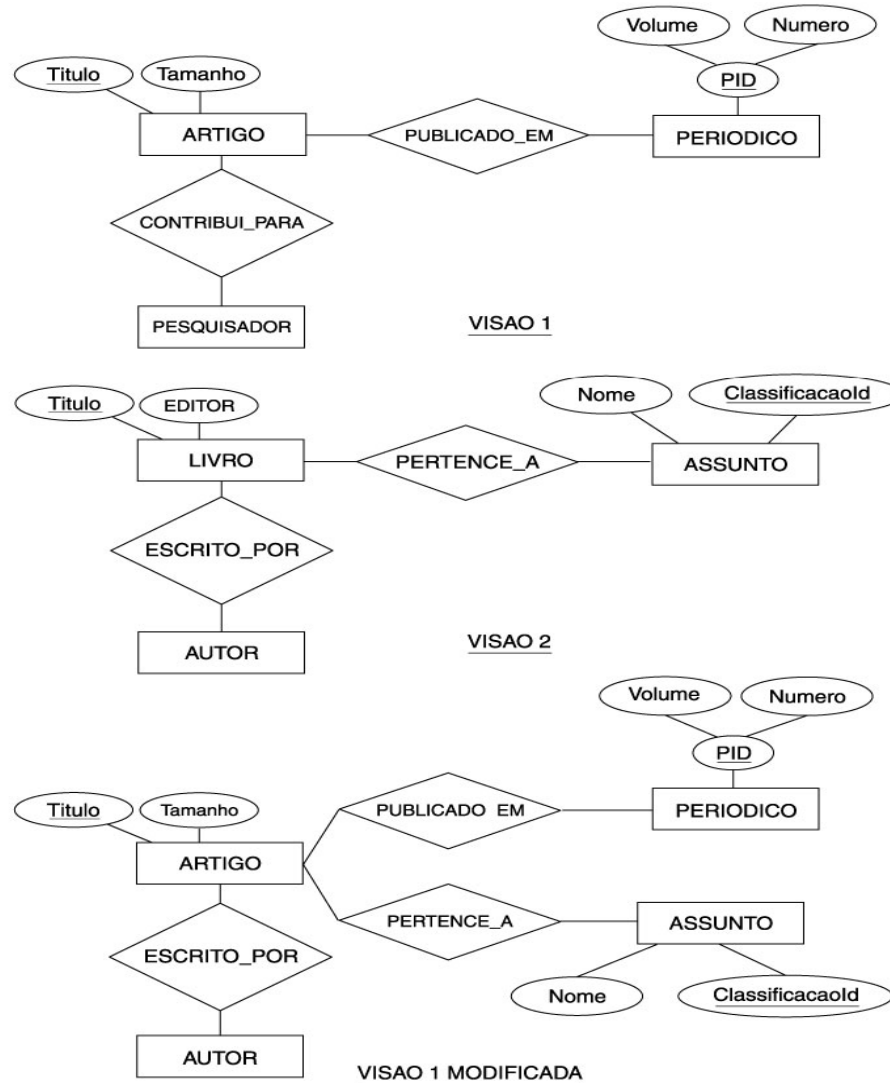 Volume Numero
Titulo Tamanho PID
ARTIGO PUBLICADO_EM PERIODICO
CONTRIBUI_PARA
PESQUISADOR VISAO 1
Titulo EDITOR Nome ClassificacaoId
LIVRO PERTENCE_A ASSUNTO
ESCRITO_POR
AUTOR VISAO 2
Volume Numero
PID
Titulo Tamanho PUBLICADO EM PERIODICO
ARTIGO
PERTENCE_A ASSUNTO
ESCRITO_POR
Nome ClassificacaoId
AUTOR
VISAO 1 MODIFICADA